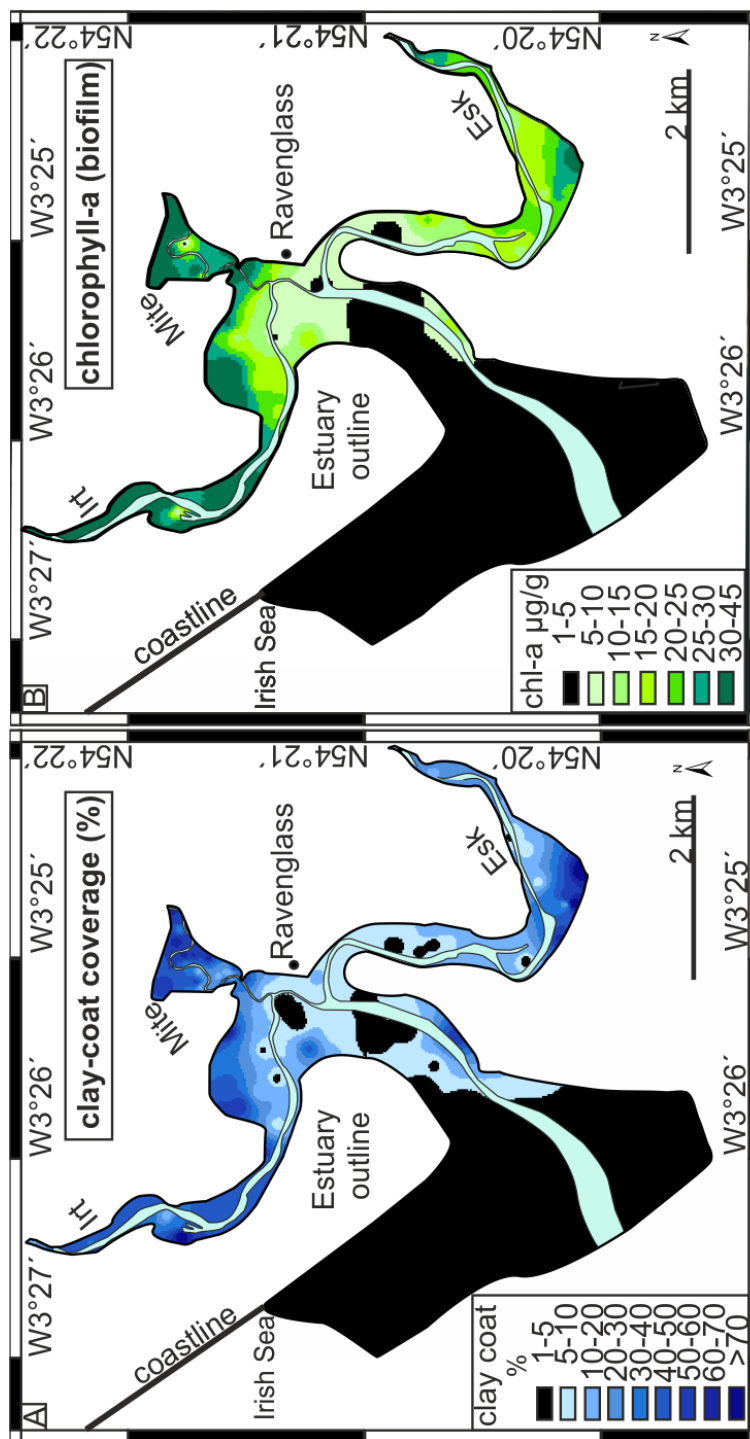 A
clay-coat coverage (%)
N54°22´
N54°21´
N54°20´
W3°27´
W3°26´
W3°25´
Irt
Mite
Ravenglass
Esk
Estuary
outline
coastline
Irish Sea
N
2 km
clay coat
%
1-5
5-10
10-20
20-30
30-40
40-50
50-60
60-70
>70
B
chlorophyll-a (biofilm)
N54°22´
N54°21´
N54°20´
W3°27´
W3°26´
W3°25´
Irt
Mite
Ravenglass
Esk
Estuary
outline
coastline
Irish Sea
N
2 km
chl-a µg/g
1-5
5-10
10-15
15-20
20-25
25-30
30-45
W3°27´
W3°26´
W3°25´
W3°27´
W3°26´
W3°25´